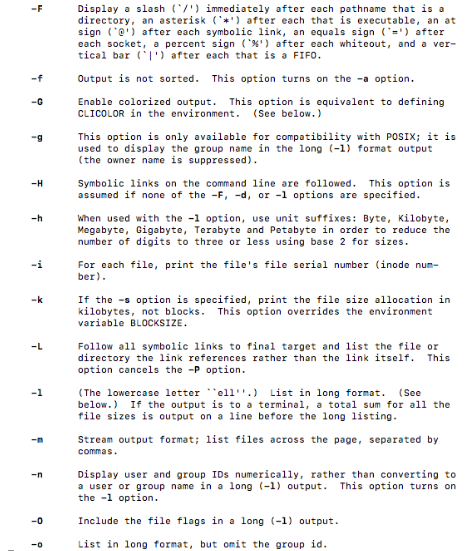 -F Display a slash (`/') immediately after each pathname that is a
directory, an asterisk (`*') after each that is executable, an at
sign (`@') after each symbolic link, an equals sign (`=') after
each socket, a percent sign (`%') after each whiteout, and a ver-
tical bar (`|') after each that is a FIFO.
-f Output is not sorted. This option turns on the -a option.
-G Enable colorized output. This option is equivalent to defining
CLICOLOR in the environment. (See below.)
-g This option is only available for compatibility with POSIX; it is
used to display the group name in the long (-l) format output
(the owner name is suppressed).
-H Symbolic links on the command line are followed. This option is
assumed if none of the -F, -d, or -l options are specified.
-h When used with the -l option, use unit suffixes: Byte, Kilobyte,
Megabyte, Gigabyte, Terabyte and Petabyte in order to reduce the
number of digits to three or less using base 2 for sizes.
-i For each file, print the file's file serial number (inode num-
ber).
-k If the -s option is specified, print the file size allocation in
kilobytes, not blocks. This option overrides the environment
variable BLOCKSIZE.
-L Follow all symbolic links to final target and list the file or
directory the link references rather than the link itself. This
option cancels the -P option.
-l (The lowercase letter ``ell''.) List in long format. (See
below.) If the output is to a terminal, a total sum for all the
file sizes is output on a line before the long listing.
-m Stream output format; list files across the page, separated by
commas.
-n Display user and group IDs numerically, rather than converting to
a user or group name in a long (-l) output. This option turns on
the -l option.
-O Include the file flags in a long (-l) output.
-o List in long format, but omit the group id.